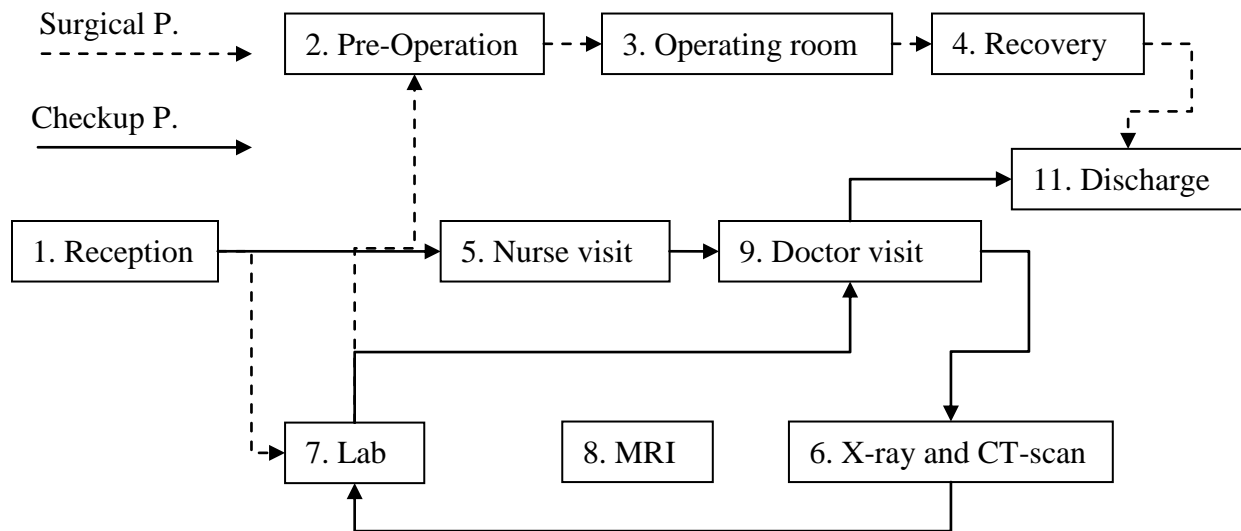 Surgical P.
2. Pre-Operation
3. Operating room
4. Recovery
Checkup P.
11. Discharge
1. Reception
5. Nurse visit
9. Doctor visit
7. Lab
8. MRI
6. X-ray and CT-scan